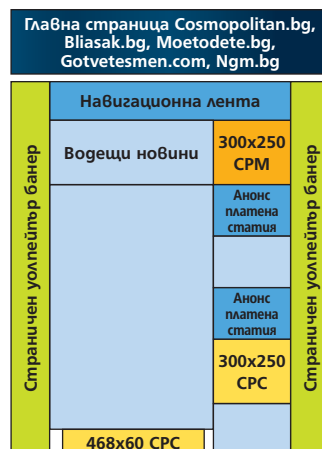 Главна страница Cosmopolitan.bg,
Bliasak.bg, Moetodete.bg,
Gotvetesmen.com, Ngm.bg
Навигационна лента
Страничен уолпейпър банер
Водещи новини
300x250
CPM
Страничен уолпейпър банер
Анонс
платена
статия
Анонс
платена
статия
300x250
CPC
468x60 CPC